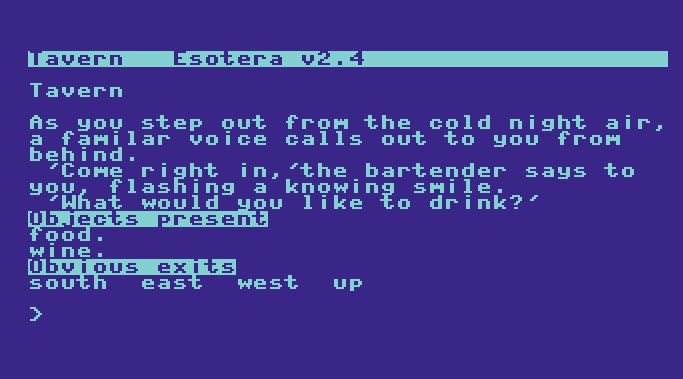 Tavern   Esotera v2.4
Tavern
As you step out from the cold night air,
a familar voice calls out to you from
behind.
'Come right in,'the bartender says to
you, flashing a knowing smile.
'What would you like to drink?'
Objects present
food.
wine.
Obvious exits
south  east  west  up
>